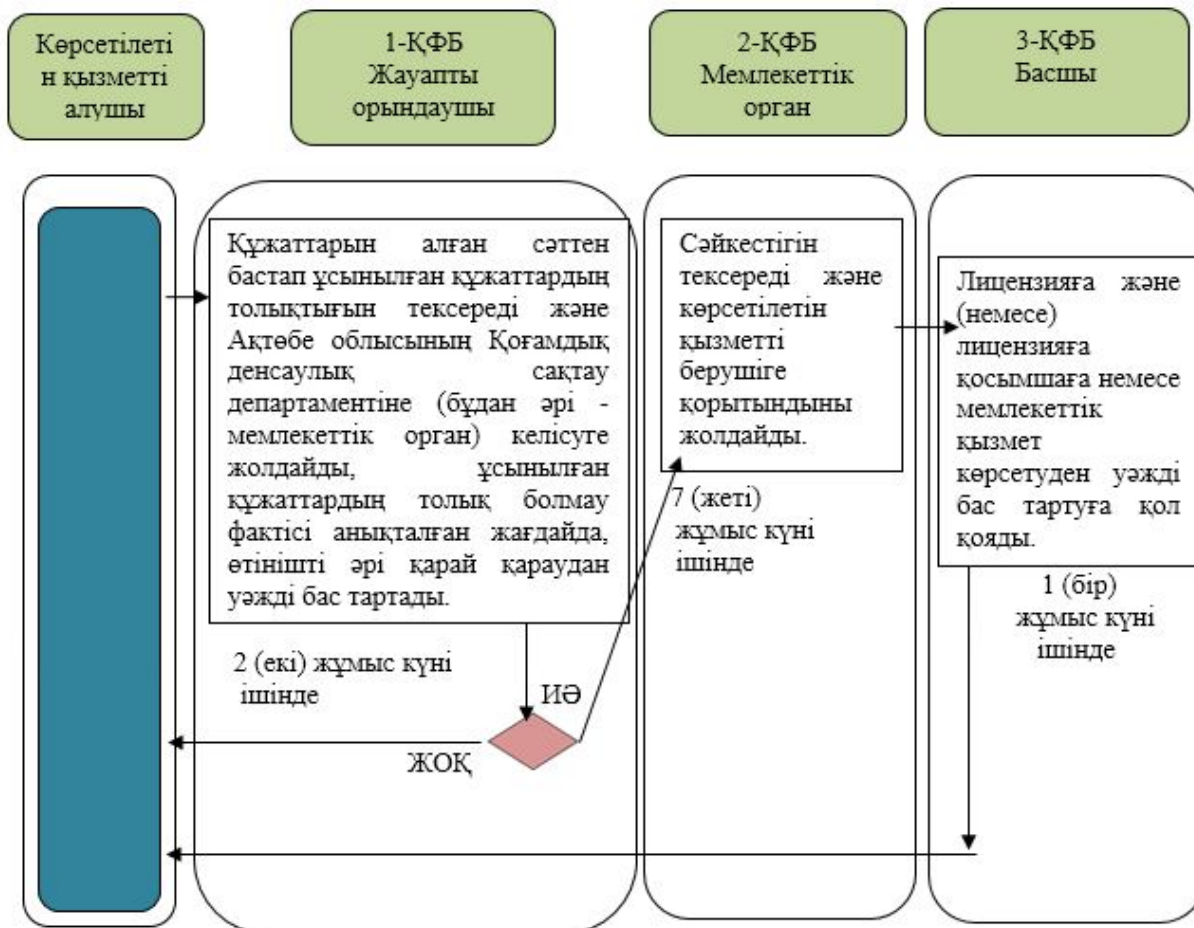 Көрсетілеті
н қызметті
алушы
1-ҚФБ
Жауапты
орындаушы
2-ҚФБ
Мемлекеттік
орган
3-ҚФБ
Басшы
Құжаттарын алған сәттен
бастап ұсынылған құжаттардың
толықтығын тексереді және
Ақтөбе облысының Қоғамдық
денсаулық сақтау
департаментіне (бұдан әрі -
мемлекеттік орган) келісуге
жолдайды, ұсынылған
құжаттардың толық болмау
фактісі анықталған жағдайда,
өтінішті әрі қарай қараудан
уәжді бас тартады.
2 (екі) жұмыс күні
ішінде
ИӘ
ЖОҚ
Сәйкестігін
тексереді және
көрсетілетін
қызметті
берушіге
қорытындыны
жолдайды.
7 (жеті)
жұмыс күні
ішінде
Лицензияға және
(немесе)
лицензияға
қосымшаға немесе
мемлекеттік
қызмет
көрсетуден уәжді
бас тартуға қол
қояды.
1 (бір)
жұмыс күні
ішінде